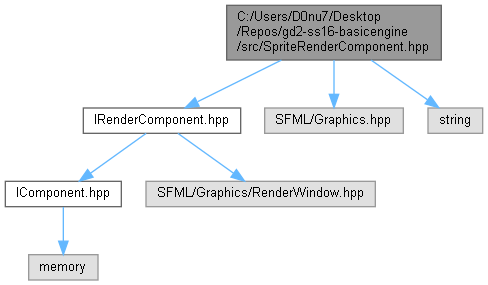 C:/Users/D0nu7/Desktop
/Repos/gd2-ss16-basicengine
/src/SpriteRenderComponent.hpp
IRenderComponent.hpp
SFML/Graphics.hpp
string
IComponent.hpp
SFML/Graphics/RenderWindow.hpp
memory